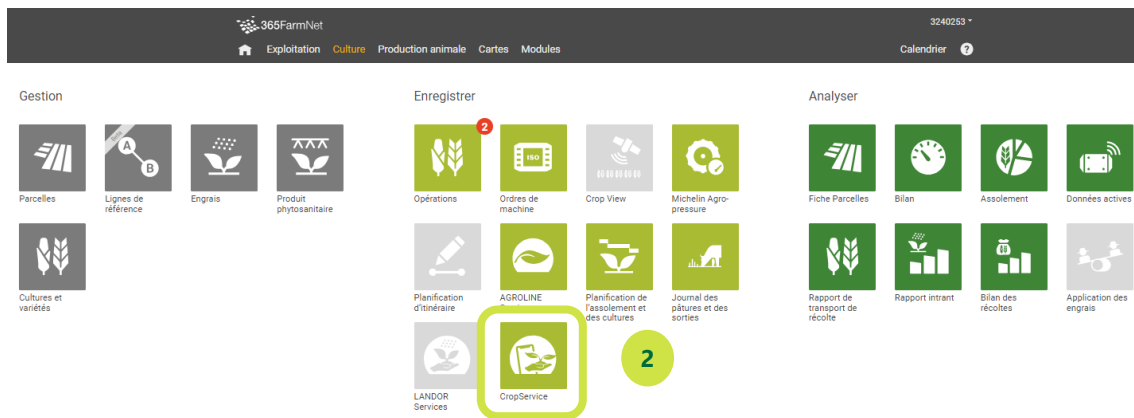 365FarmNet
3240253
Exploitation Culture Production animale Cartes Modules
Calendrier ?
Gestion
Parcelles
A
B
Lignes de
référence
Engrais
Produit
phytosanitaire
Cultures et
variétés
Enregistrer
2
Opérations
ISO
Ordres de
machine
Crop View
Michelin Agro-
pressure
Planification
d'itinéraire
AGROLINE
Planification de
l'assolement et
des cultures
Journal des
pâtures et des
sorties
LANDOR
Services
CropService
2
Analyser
Fiche Parcelles
Bilan
Assolement
Données actives
Rapport de
transport de
récolte
Rapport intrant
Bilan des
récoltes
Application des
engrais